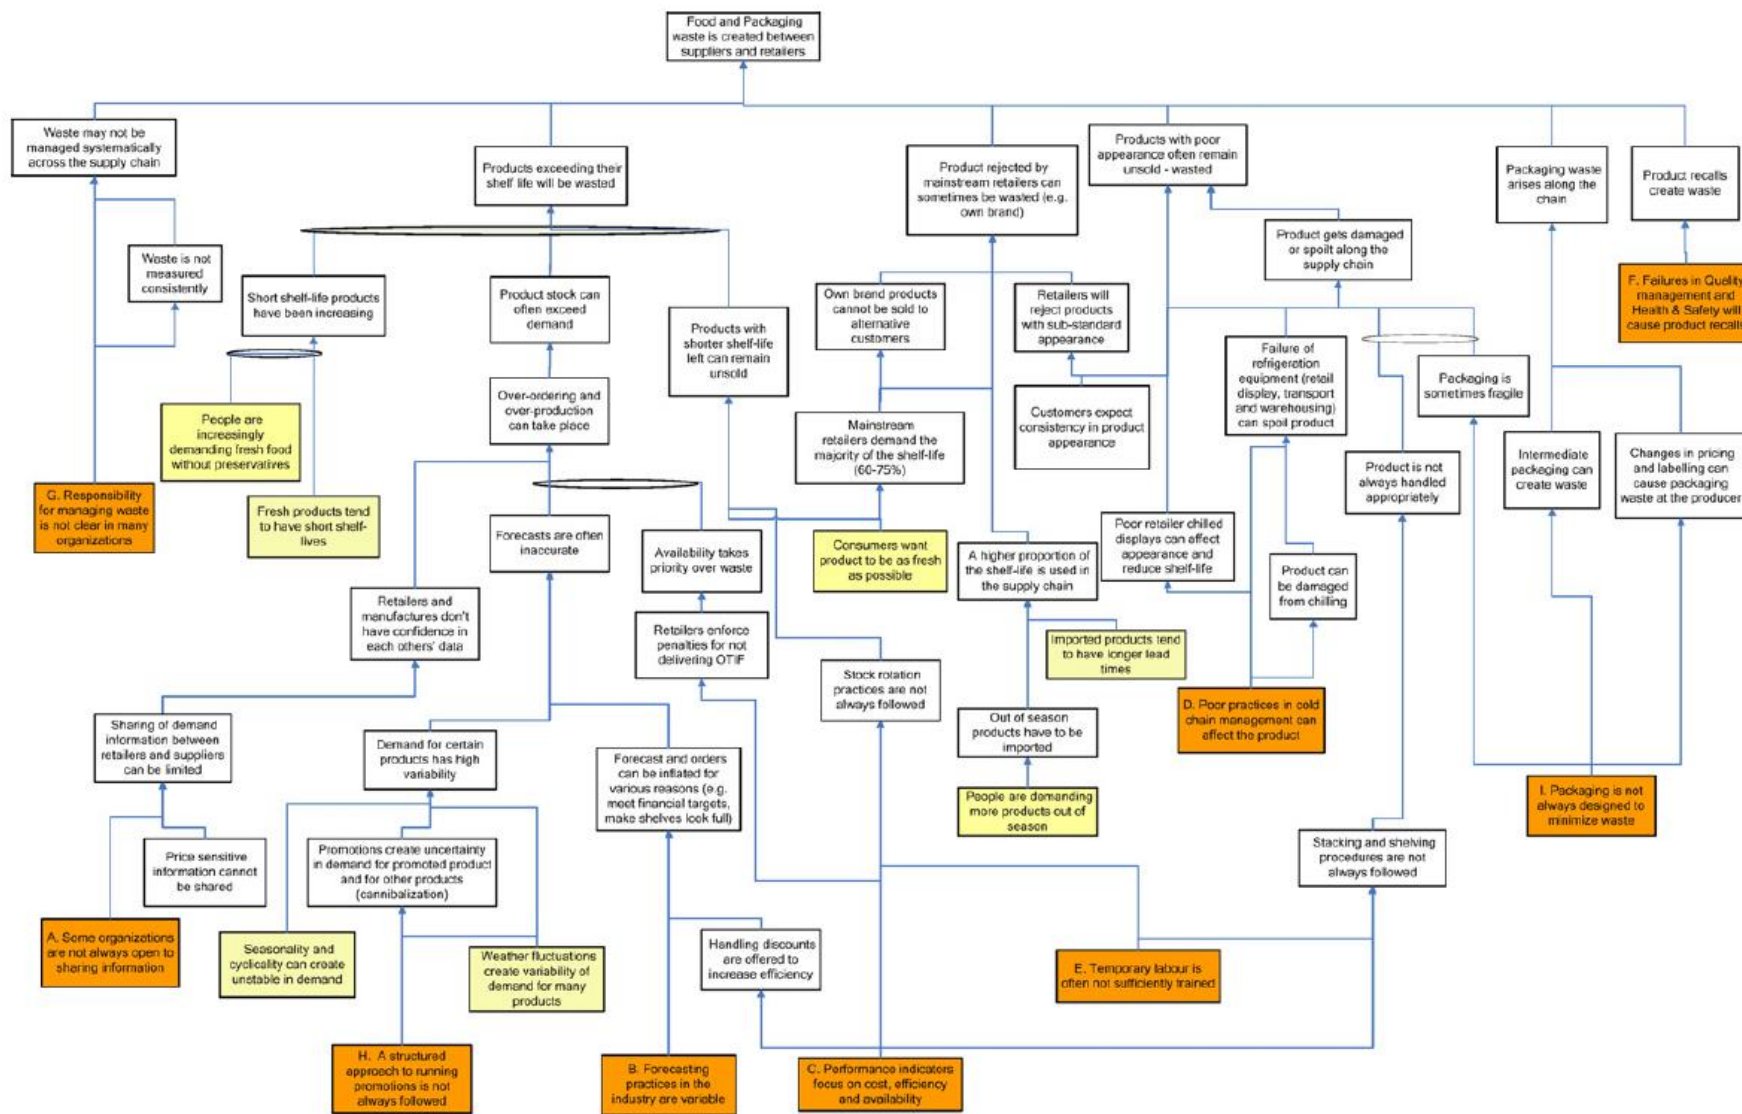 Food and Packaging
waste is created between
suppliers and retailers
Waste may not be
managed systematically
across the supply chain
Products exceeding their
shelf life will be wasted
Product rejected by
mainstream retailers can
sometimes be wasted (e.g.
own brand)
Products with poor
appearance often remain
unsold - wasted
Packaging waste
arises along the
chain
Product recalls
create waste
Waste is not
measured
consistently
Short shelf-life products
have been increasing
Product stock can
often exceed
demand
Products with
shorter shelf-life
left can remain
unsold
Own brand products
cannot be sold to
alternative
customers
Retailers will
reject products
with sub-standard
appearance
Product gets damaged
or spoilt along the
supply chain
F. Failures in Quality
management and
Health & Safety will
cause product recalls
Failure of
refrigeration
equipment (retail
display, transport
and warehousing)
can spoil product
Packaging is
sometimes fragile
People are
increasingly
demanding fresh food
without preservatives
Over-ordering and
over-production
can take place
Mainstream
retailers demand the
majority of the shelf-life
(60-75%)
Customers expect
consistency in product
appearance
Product is not
always handled
appropriately
Intermediate
packaging can
create waste
Changes in pricing
and labelling can
cause packaging
waste at the producer
G. Responsibility
for managing waste
is not clear in many
organizations
Fresh products tend
to have short shelf-
lives
Forecasts are often
inaccurate
Availability takes
priority over waste
Consumers want
product to be as fresh
as possible
A higher proportion of
the shelf-life is used in
the supply chain
Poor retailer chilled
displays can affect
appearance and
reduce shelf-life
Product can
be damaged
from chilling
Retailers and
manufactures don't
have confidence in
each others' data
Retailers enforce
penalties for not
delivering OTIF
Imported products tend
to have longer lead
times
Stock rotation
practices are not
always followed
Out of season
products have to be
imported
D. Poor practices in cold
chain management can
affect the product
Sharing of demand
information between
retailers and suppliers
can be limited
Demand for certain
products has high
variability
Forecast and orders
can be inflated for
various reasons (e.g.
meet financial targets,
make shelves look full)
People are demanding
more products out of
season
I. Packaging is not
always designed to
minimize waste
Price sensitive
information cannot
be shared
Promotions create uncertainty
in demand for promoted product
and for other products
(cannibalization)
Stacking and shelving
procedures are not
always followed
A. Some organizations
are not always open to
sharing information
Seasonality and
cyclicality can create
unstable in demand
Weather fluctuations
create variability of
demand for many
products
Handling discounts
are offered to
increase efficiency
E. Temporary labour is
often not sufficiently trained
H. A structured
approach to running
promotions is not
always followed
B. Forecasting
practices in the
industry are variable
C. Performance indicators
focus on cost, efficiency
and availability